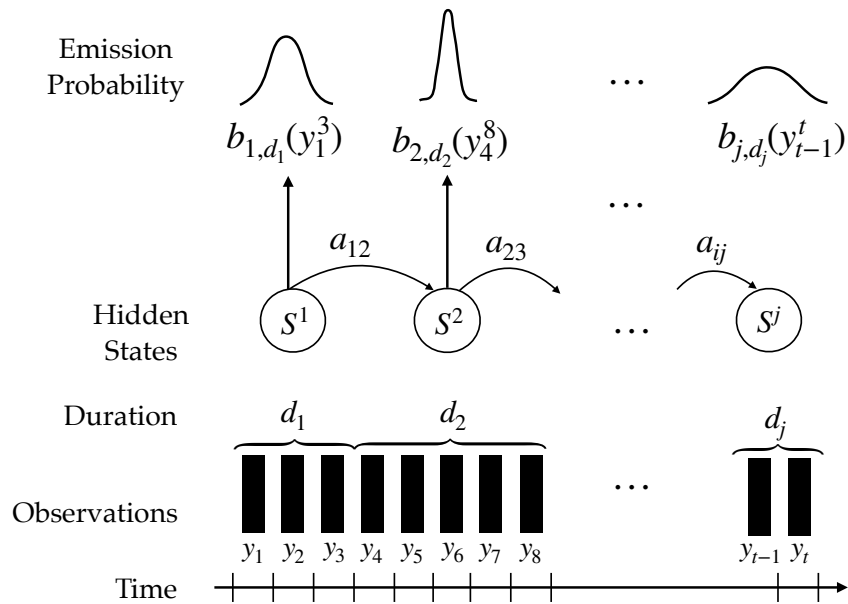 Emission
Probability
...
b_{1,d_1}(y_1^3)
b_{2,d_2}(y_4^8)
b_{j,d_j}(y_{t-1}^t)
...
a_{12}
a_{23}
a_{ij}
Hidden
States
S^1
S^2
...
S^j
Duration
d_1
d_2
d_j
Observations
...
y_1 y_2 y_3 y_4 y_5 y_6 y_7 y_8 y_{t-1} y_t
Time